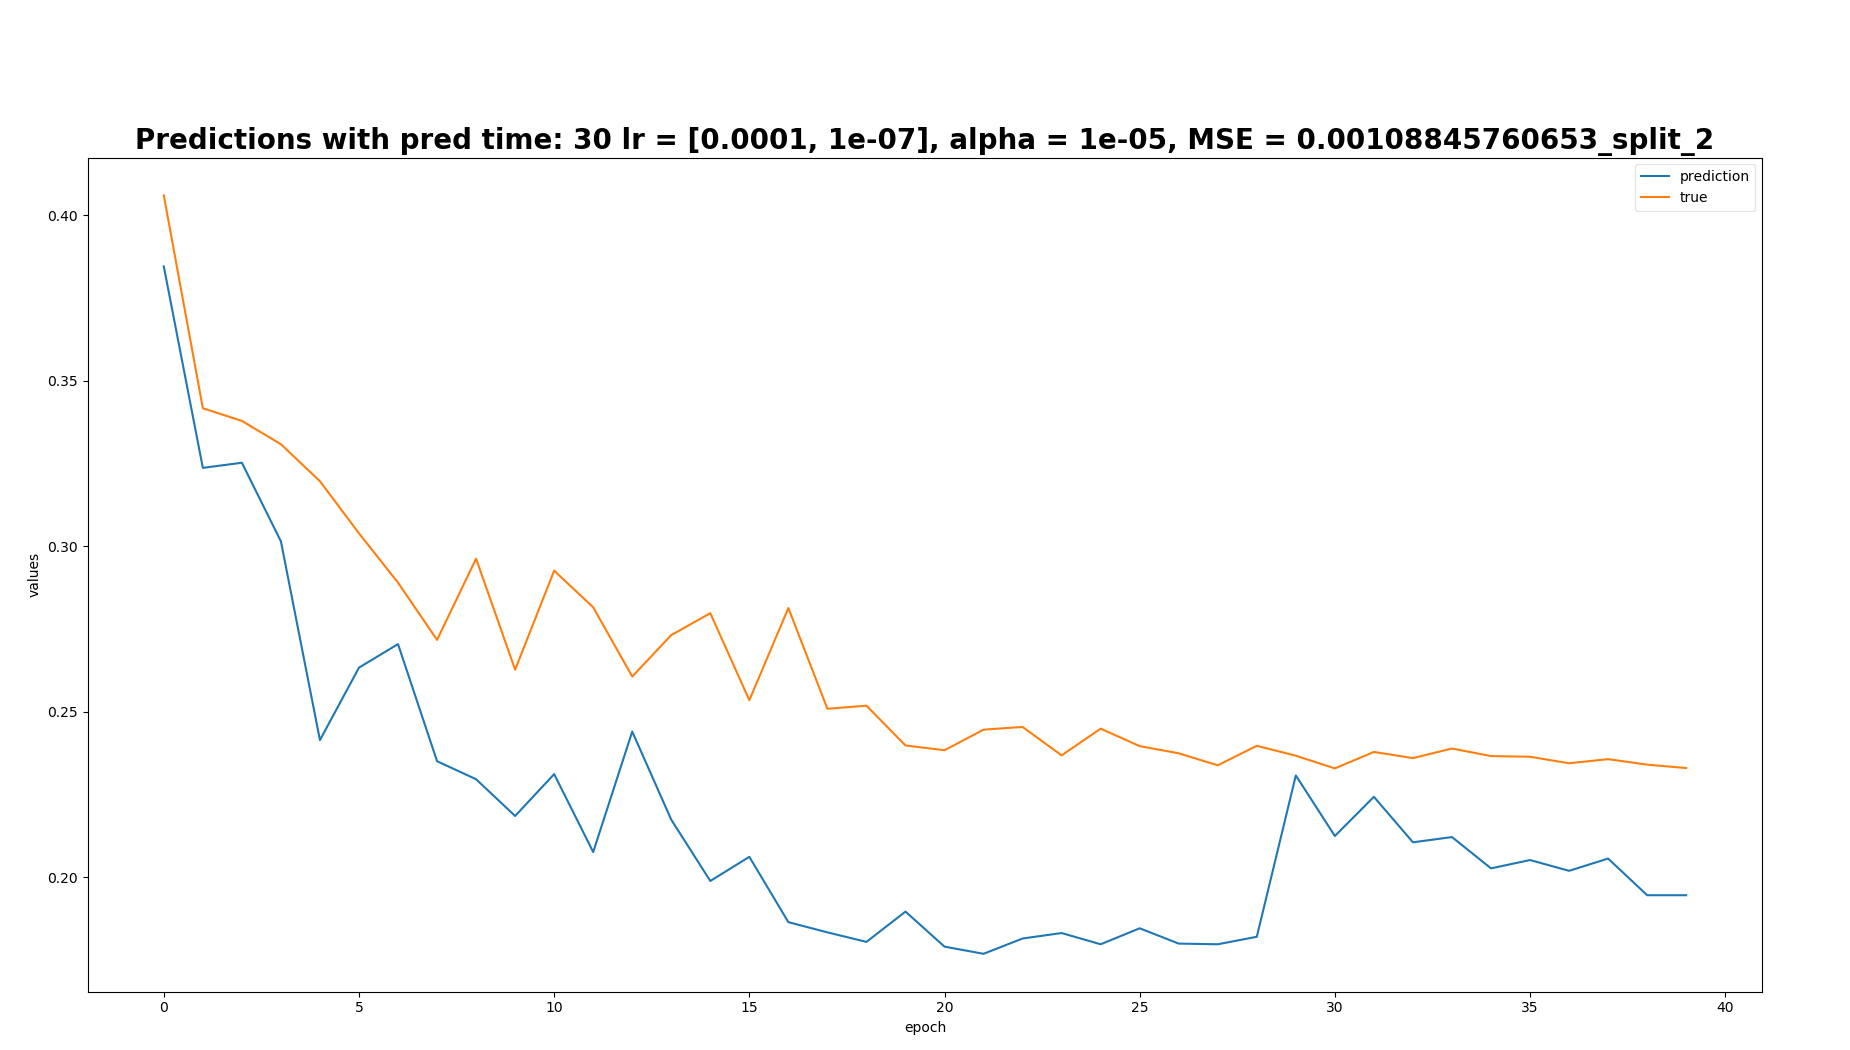 Predictions with pred time: 30 lr = [0.0001, 1e-07], alpha = 1e-05, MSE = 0.00108845760653_split_2
prediction
true
0.40
0.35
0.30
0.25
0.20
values
0 5 10 15 20 25 30 35 40
epoch